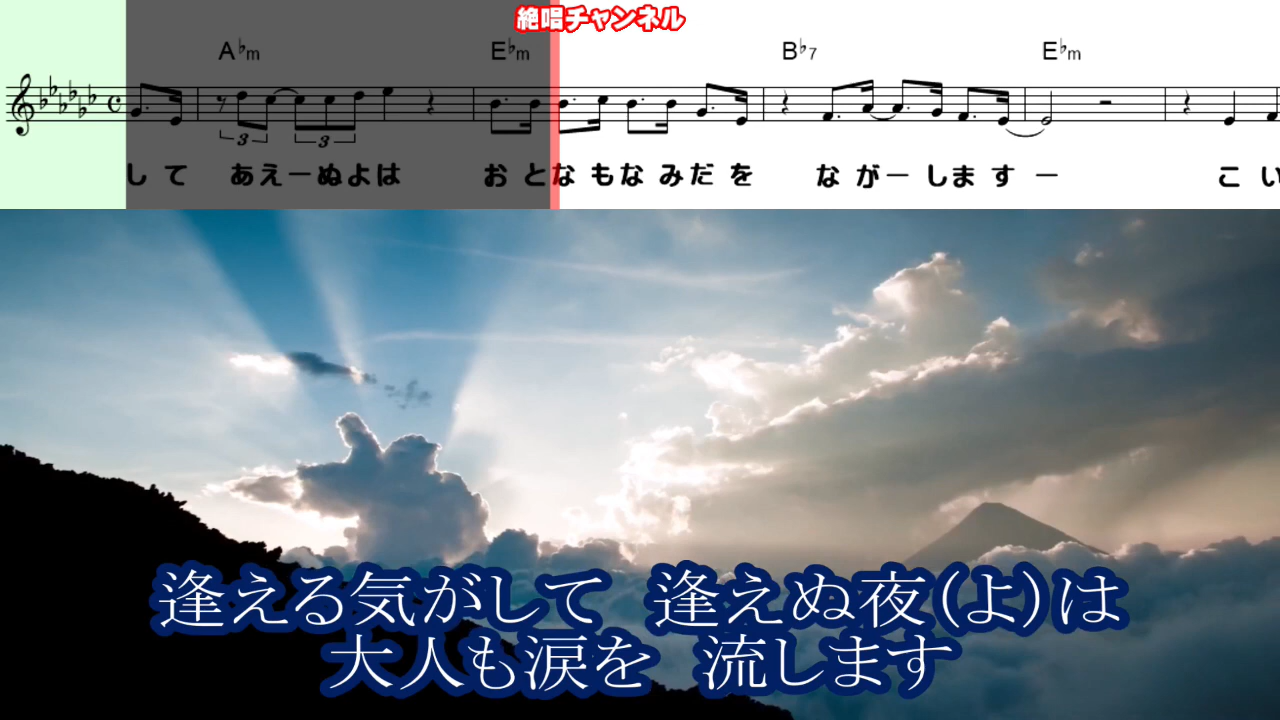 絶唱チャンネル
A♭m E♭m B♭7 E♭m
3 3
して あえーぬよは おとなもなみだを ながーします ー こい
逢える気がして 逢えぬ夜(よ)は
大人も涙を 流します